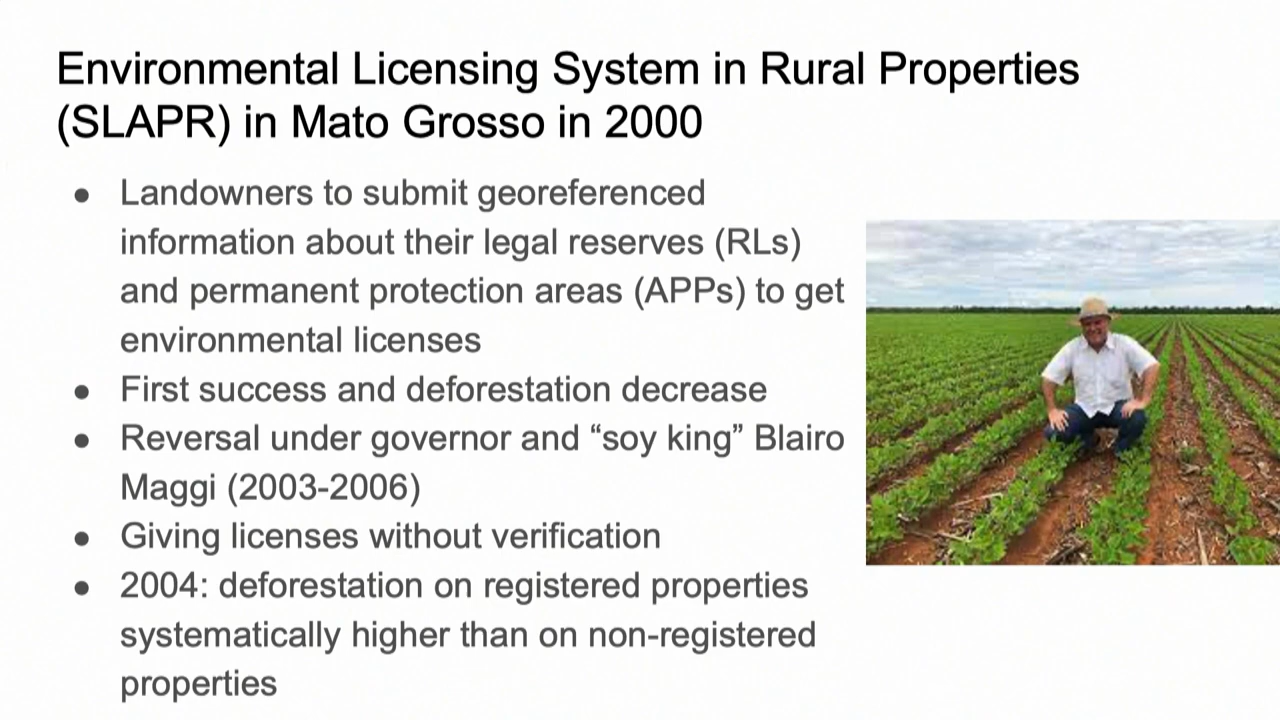 Environmental Licensing System in Rural Properties
(SLAPR) in Mato Grosso in 2000
● Landowners to submit georeferenced
information about their legal reserves (RLs)
and permanent protection areas (APPs) to get
environmental licenses
● First success and deforestation decrease
● Reversal under governor and “soy king” Blairo
Maggi (2003-2006)
● Giving licenses without verification
● 2004: deforestation on registered properties
systematically higher than on non-registered
properties